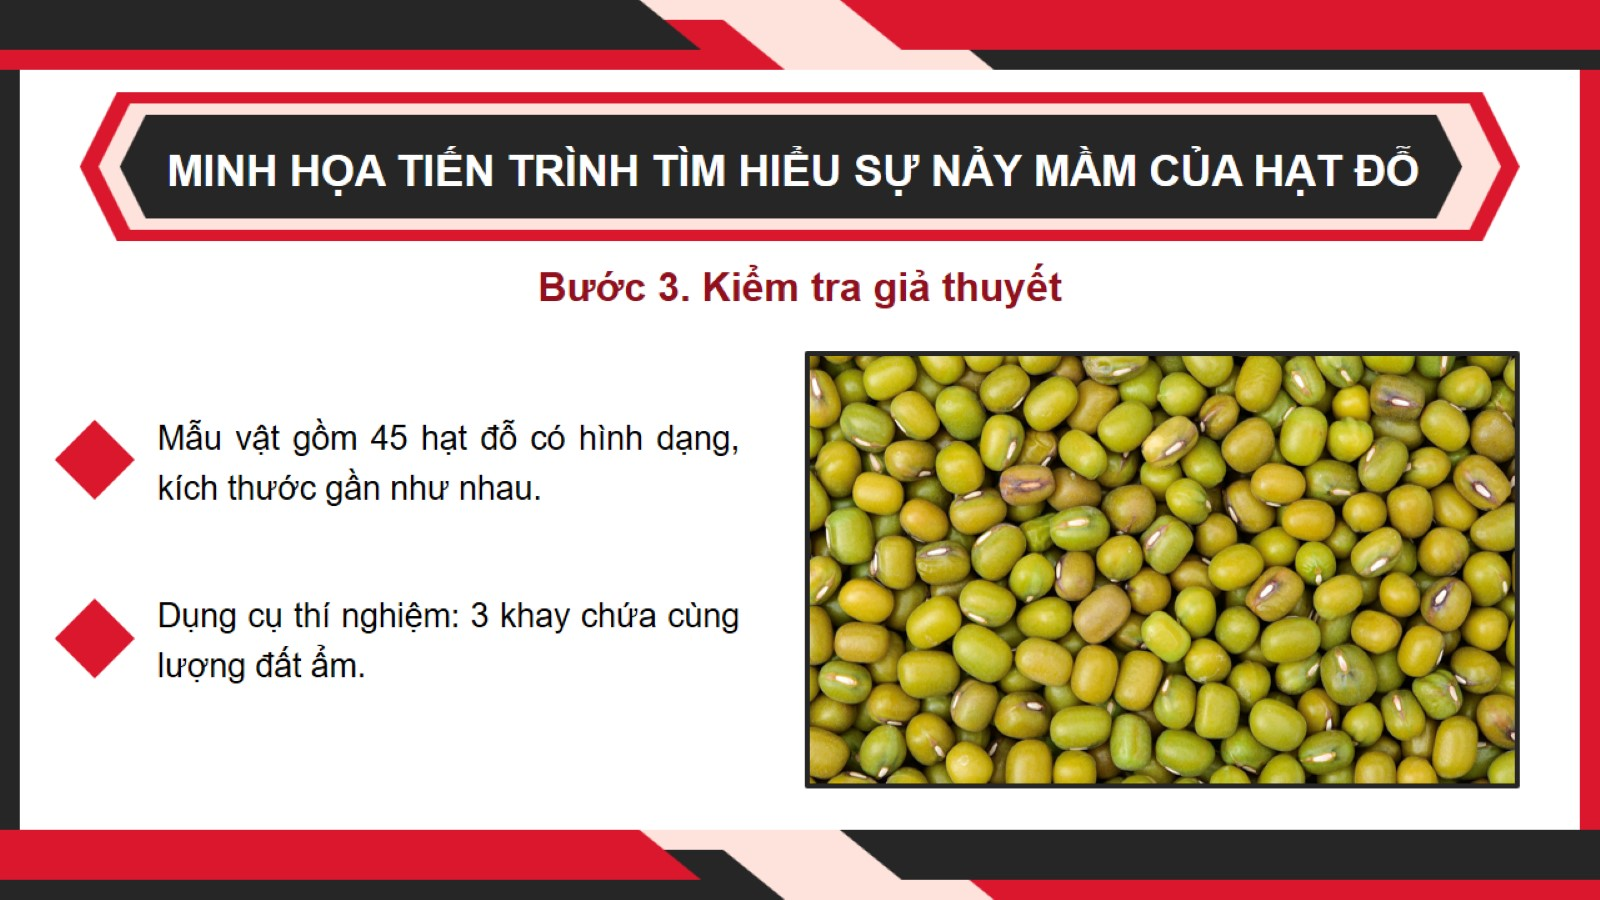 MINH HỌA TIẾN TRÌNH TÌM HIỂU SỰ NẢY MẦM CỦA HẠT ĐỖ
Bước 3. Kiểm tra giả thuyết
Mẫu vật gồm 45 hạt đỗ có hình dạng,
kích thước gần như nhau.
Dụng cụ thí nghiệm: 3 khay chứa cùng
lượng đất ẩm.